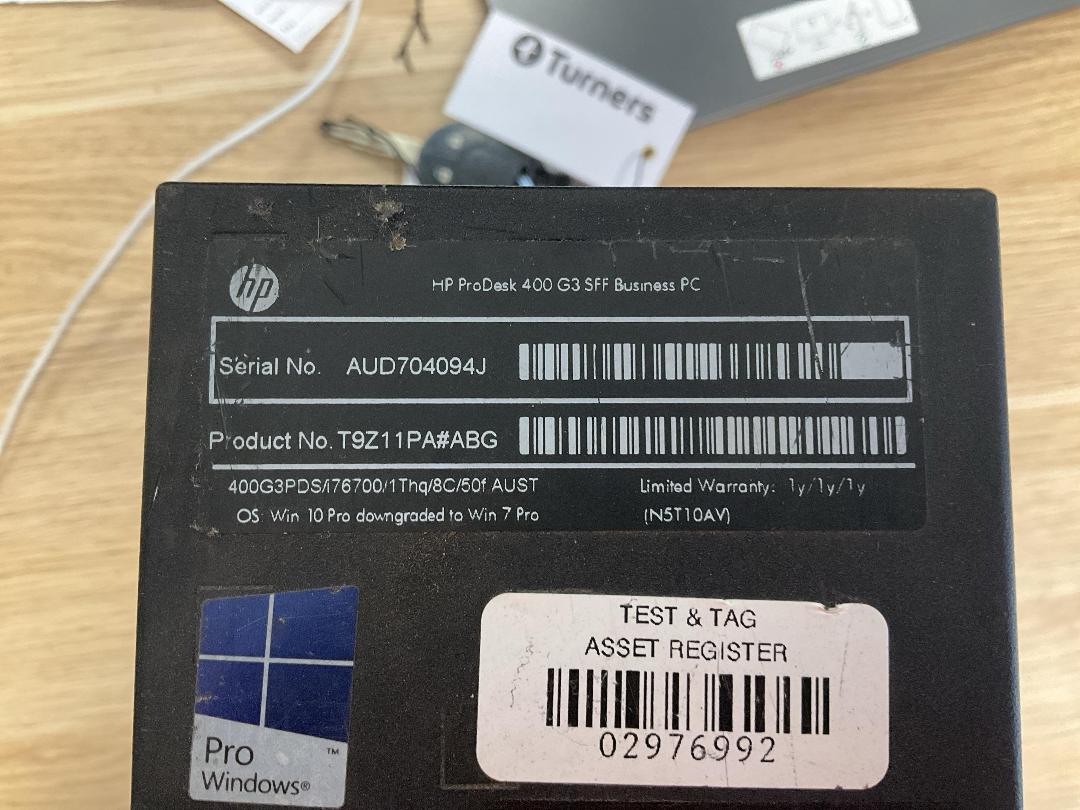 Turners
hp
HP ProDesk 400 G3 SFF Business PC
Serial No. AUD704094J
Product No. T9Z11PA#ABG
400G3PDS/i76700/1Thq/8C/50f AUST
Limited Warranty: 1y/1y/1y
OS: Win 10 Pro downgraded to Win 7 Pro
(N5T10AV)
Pro
™
Windows®
TEST & TAG
ASSET REGISTER
02976992